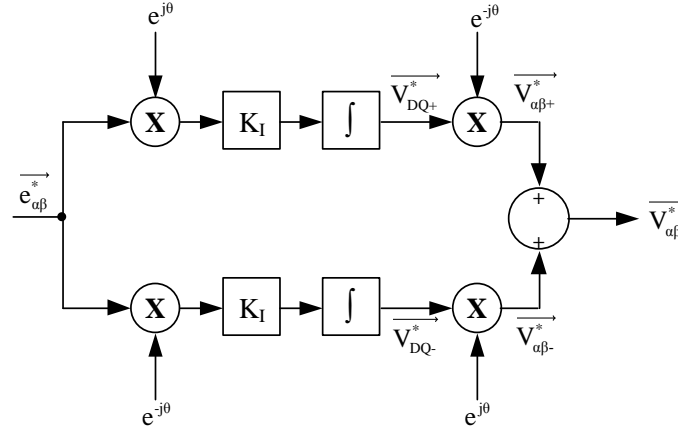 e^{jθ}
e^{-jθ}
X
K_I
∫
V^*_{DQ+}
X
V^*_{αβ+}
e^*_{αβ}
+
+
V^*_{αβ}
X
K_I
∫
V^*_{DQ-}
X
V^*_{αβ-}
e^{-jθ}
e^{jθ}